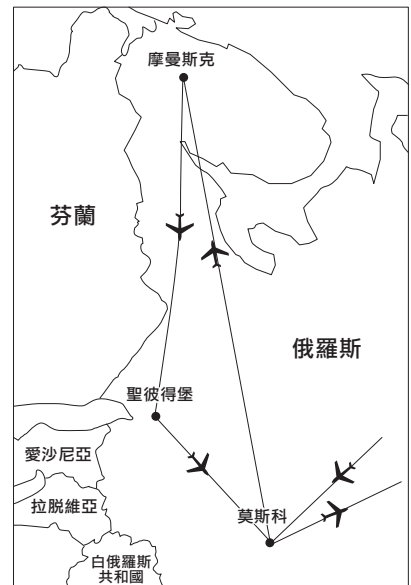 摩曼斯克
芬蘭
俄羅斯
聖彼得堡
愛沙尼亞
拉脱維亞
莫斯科
白俄羅斯
共和國